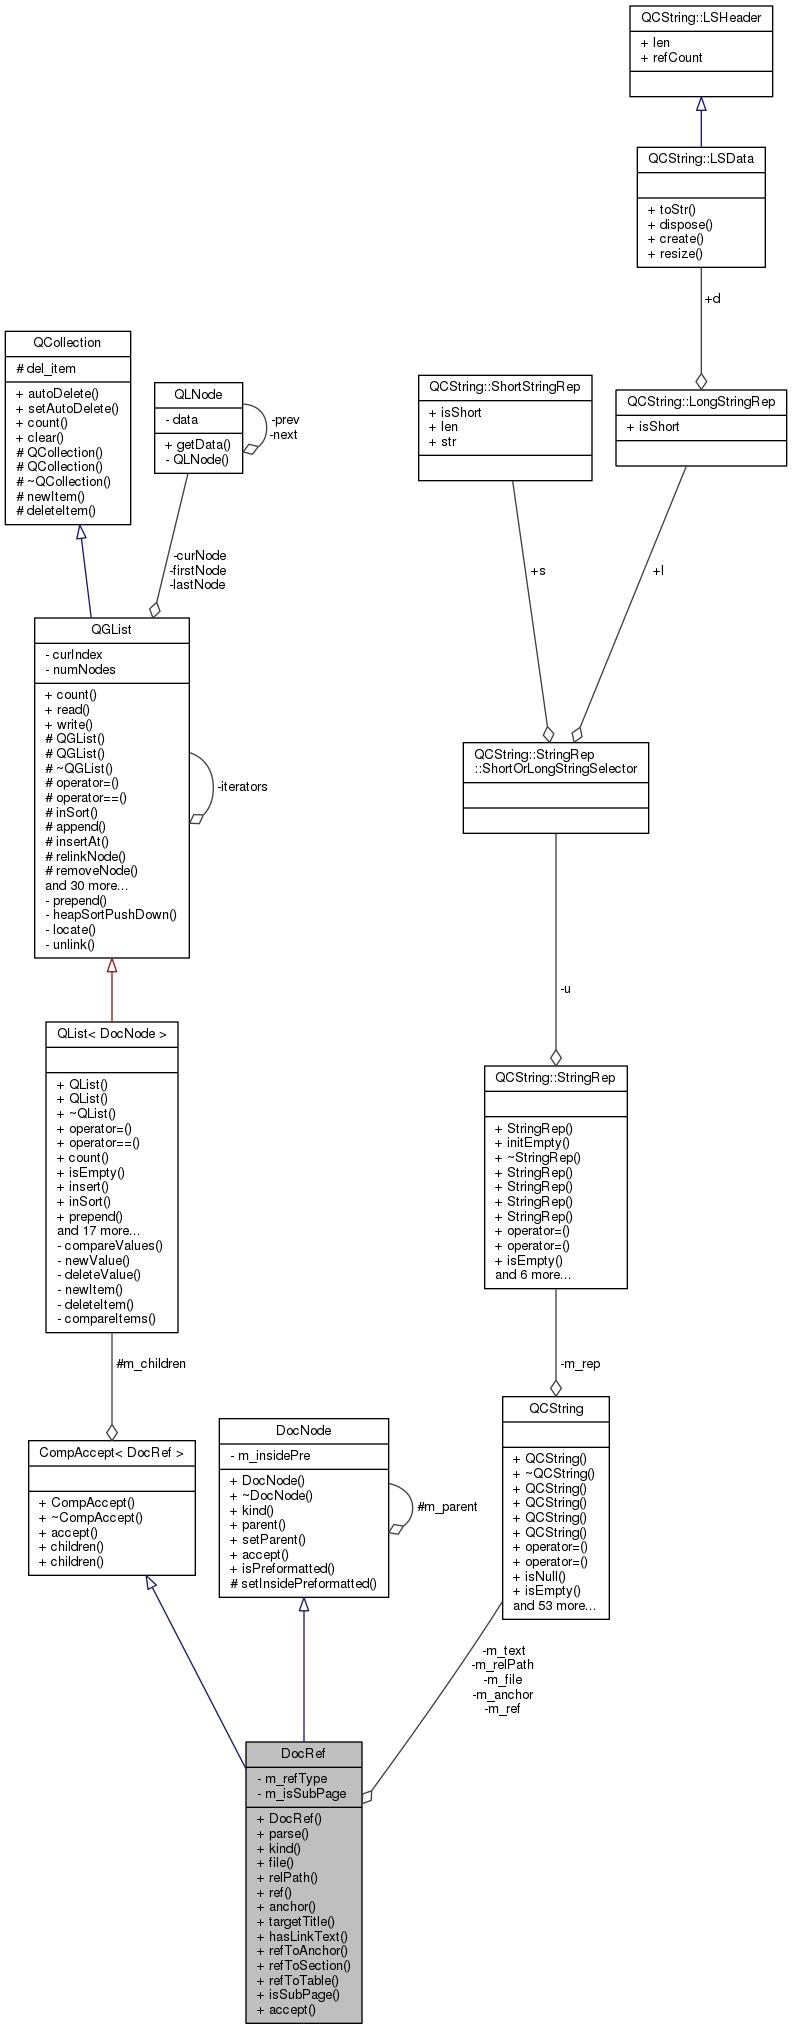 QCString::LSHeader
+ len
+ refCount
QCString::LSData
+ toStr()
+ dispose()
+ create()
+ resize()
+d
QCollection
# del_item
+ autoDelete()
+ setAutoDelete()
+ count()
+ clear()
# QCollection()
# QCollection()
# ~QCollection()
# newItem()
# deleteItem()
QLNode
- data
+ getData()
- QLNode()
-prev
-next
QCString::ShortStringRep
+ isShort
+ len
+ str
QCString::LongStringRep
+ isShort
-curNode
-firstNode
-lastNode
+s
+l
QGList
- curIndex
- numNodes
+ count()
+ read()
+ write()
# QGList()
# QGList()
# ~QGList()
# operator=()
# operator==()
# inSort()
# append()
# insertAt()
# relinkNode()
# removeNode()
and 30 more...
- prepend()
- heapSortPushDown()
- locate()
- unlink()
-iterators
QCString::StringRep
::ShortOrLongStringSelector
-u
QList< DocNode >
+ QList()
+ QList()
+ ~QList()
+ operator=()
+ operator==()
+ count()
+ isEmpty()
+ insert()
+ inSort()
+ prepend()
and 17 more...
- compareValues()
- newValue()
- deleteValue()
- newItem()
- deleteItem()
- compareItems()
QCString::StringRep
+ StringRep()
+ initEmpty()
+ ~StringRep()
+ StringRep()
+ StringRep()
+ StringRep()
+ StringRep()
+ operator=()
+ operator=()
+ isEmpty()
and 6 more...
#m_children
-m_rep
CompAccept< DocRef >
+ CompAccept()
+ ~CompAccept()
+ accept()
+ children()
+ children()
DocNode
- m_insidePre
+ DocNode()
+ ~DocNode()
+ kind()
+ parent()
+ setParent()
+ accept()
+ isPreformatted()
# setInsidePreformatted()
#m_parent
QCString
+ QCString()
+ ~QCString()
+ QCString()
+ QCString()
+ QCString()
+ QCString()
+ operator=()
+ operator=()
+ isNull()
+ isEmpty()
and 53 more...
-m_text
-m_relPath
-m_file
-m_anchor
-m_ref
DocRef
- m_refType
- m_isSubPage
+ DocRef()
+ parse()
+ kind()
+ file()
+ relPath()
+ ref()
+ anchor()
+ targetTitle()
+ hasLinkText()
+ refToAnchor()
+ refToSection()
+ refToTable()
+ isSubPage()
+ accept()